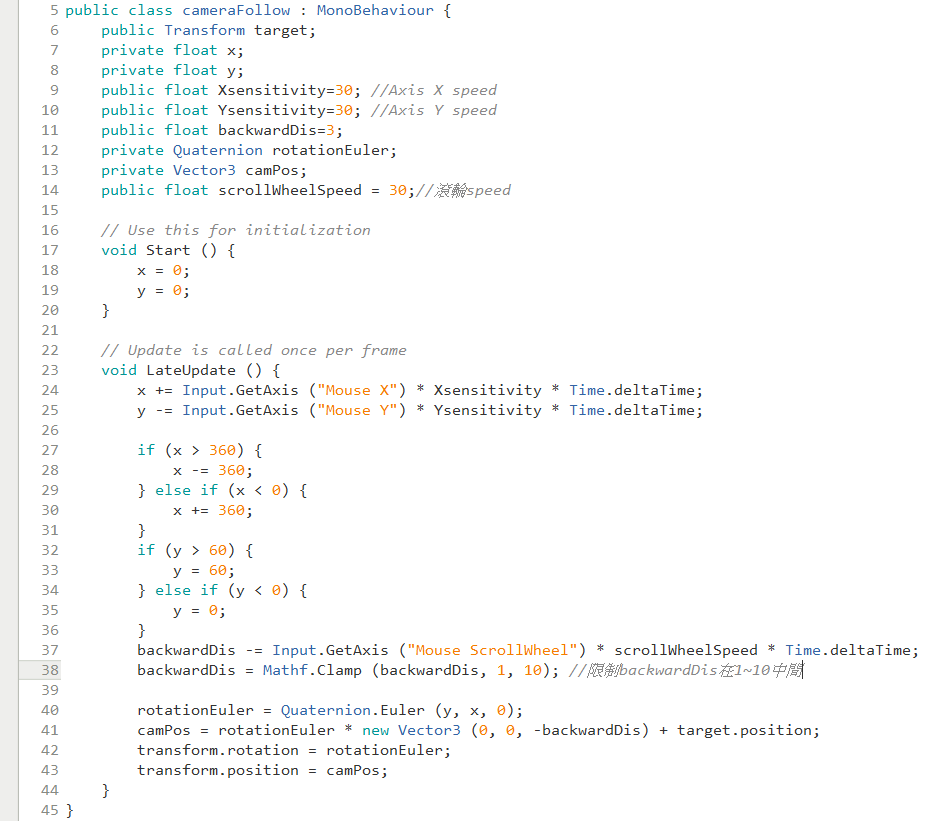 5 public class cameraFollow : MonoBehaviour {
6 public Transform target;
7 private float x;
8 private float y;
9 public float Xsensitivity=30; //Axis X speed
10 public float Ysensitivity=30; //Axis Y speed
11 public float backwardDis=3;
12 private Quaternion rotationEuler;
13 private Vector3 camPos;
14 public float scrollWheelSpeed = 30;//滾輪speed
15
16 // Use this for initialization
17 void Start () {
18 x = 0;
19 y = 0;
20 }
21
22 // Update is called once per frame
23 void LateUpdate () {
24 x += Input.GetAxis ("Mouse X") * Xsensitivity * Time.deltaTime;
25 y -= Input.GetAxis ("Mouse Y") * Ysensitivity * Time.deltaTime;
26
27 if (x > 360) {
28 x -= 360;
29 } else if (x < 0) {
30 x += 360;
31 }
32 if (y > 60) {
33 y = 60;
34 } else if (y < 0) {
35 y = 0;
36 }
37 backwardDis -= Input.GetAxis ("Mouse ScrollWheel") * scrollWheelSpeed * Time.deltaTime;
38 backwardDis = Mathf.Clamp (backwardDis, 1, 10); //限制backwardDis在1~10中間
39
40 rotationEuler = Quaternion.Euler (y, x, 0);
41 camPos = rotationEuler * new Vector3 (0, 0, -backwardDis) + target.position;
42 transform.rotation = rotationEuler;
43 transform.position = camPos;
44 }
45 }